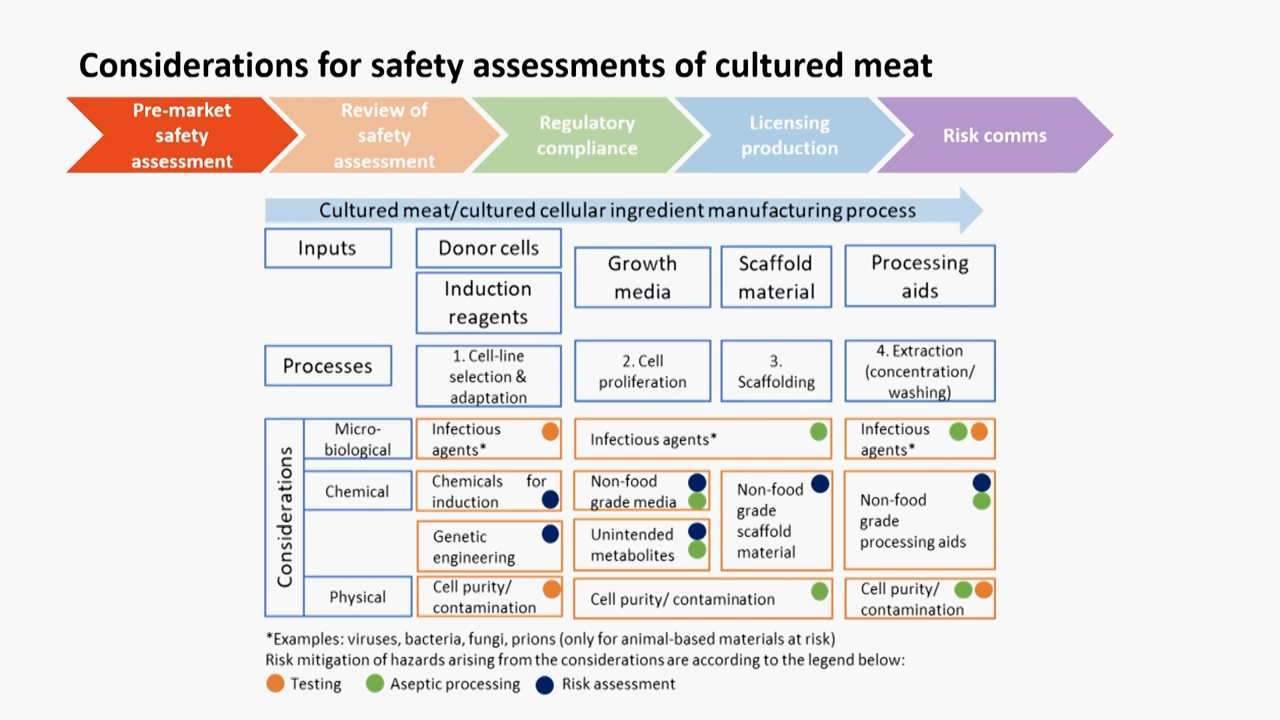 Considerations for safety assessments of cultured meat
Pre-market
safety
assessment
Review of
safety
assessment
Regulatory
compliance
Licensing
production
Risk comms
Cultured meat/cultured cellular ingredient manufacturing process
Inputs
Donor cells
Induction
reagents
Growth
media
Scaffold
material
Processing
aids
Processes
1. Cell-line
selection &
adaptation
2. Cell
proliferation
3.
Scaffolding
4. Extraction
(concentration/
washing)
Considerations
Micro-
biological
Infectious
agents*
Infectious agents*
Infectious
agents*
Chemical
Chemicals for
induction
Non-food
grade media
Non-food
grade
scaffold
material
Non-food
grade
processing aids
Genetic
engineering
Unintended
metabolites
Physical
Cell purity/
contamination
Cell purity/ contamination
Cell purity/
contamination
*Examples: viruses, bacteria, fungi, prions (only for animal-based materials at risk)
Risk mitigation of hazards arising from the considerations are according to the legend below:
Testing
Aseptic processing
Risk assessment